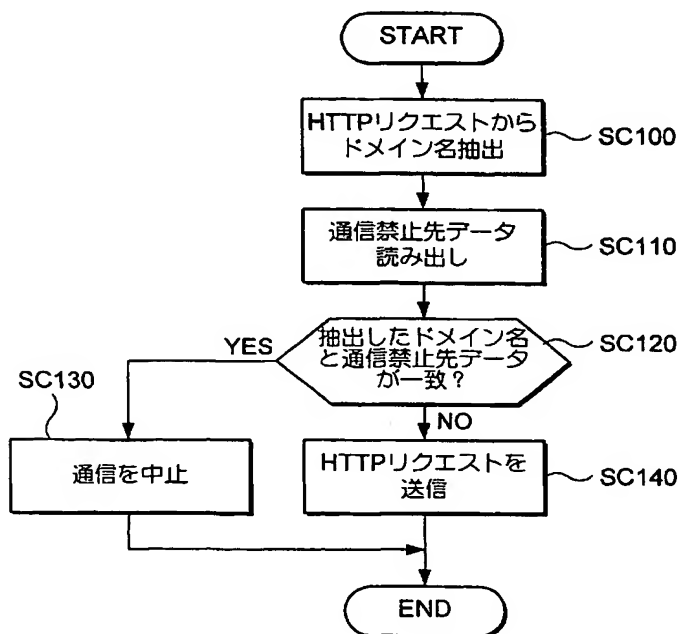 START
HTTPリクエストから
ドメイン名抽出
SC100
通信禁止先データ
読み出し
SC110
抽出したドメイン名
と通信禁止先データ
が一致？
SC120
YES
SC130
NO
通信を中止
HTTPリクエストを
送信
SC140
END